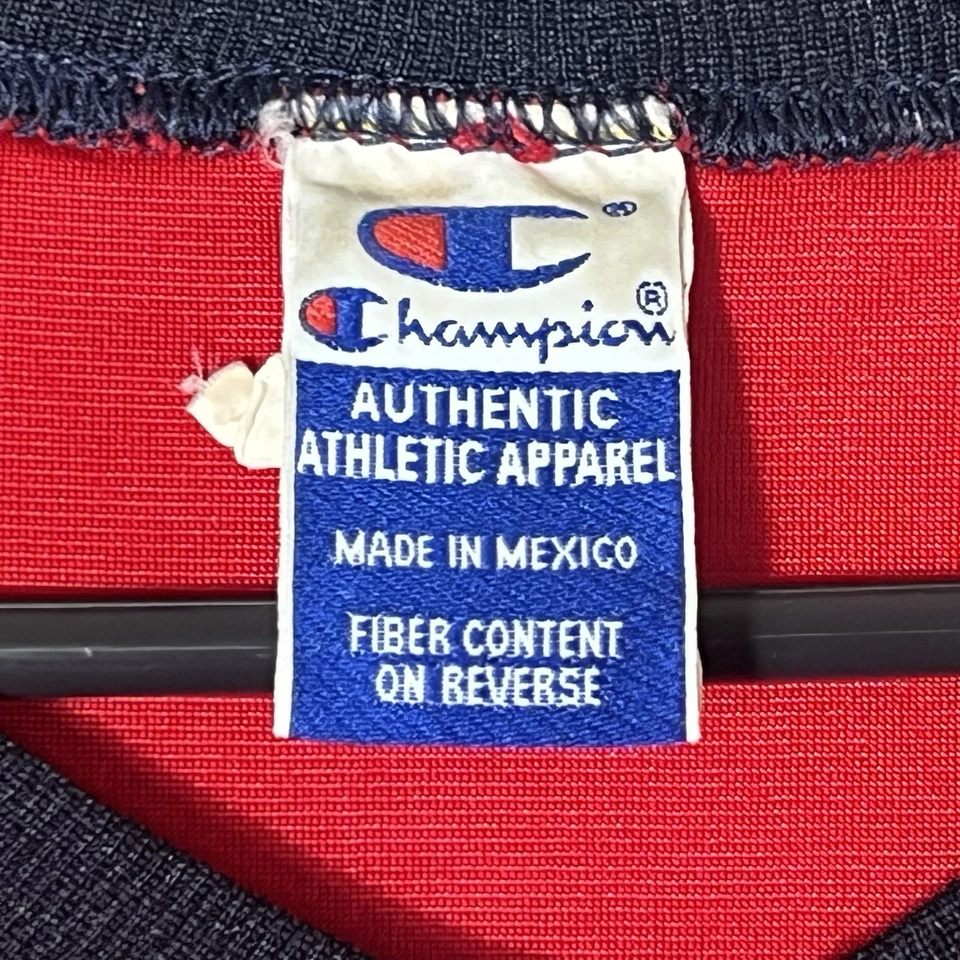 Champion®
AUTHENTIC
ATHLETIC APPAREL
MADE IN MEXICO
FIBER CONTENT
ON REVERSE